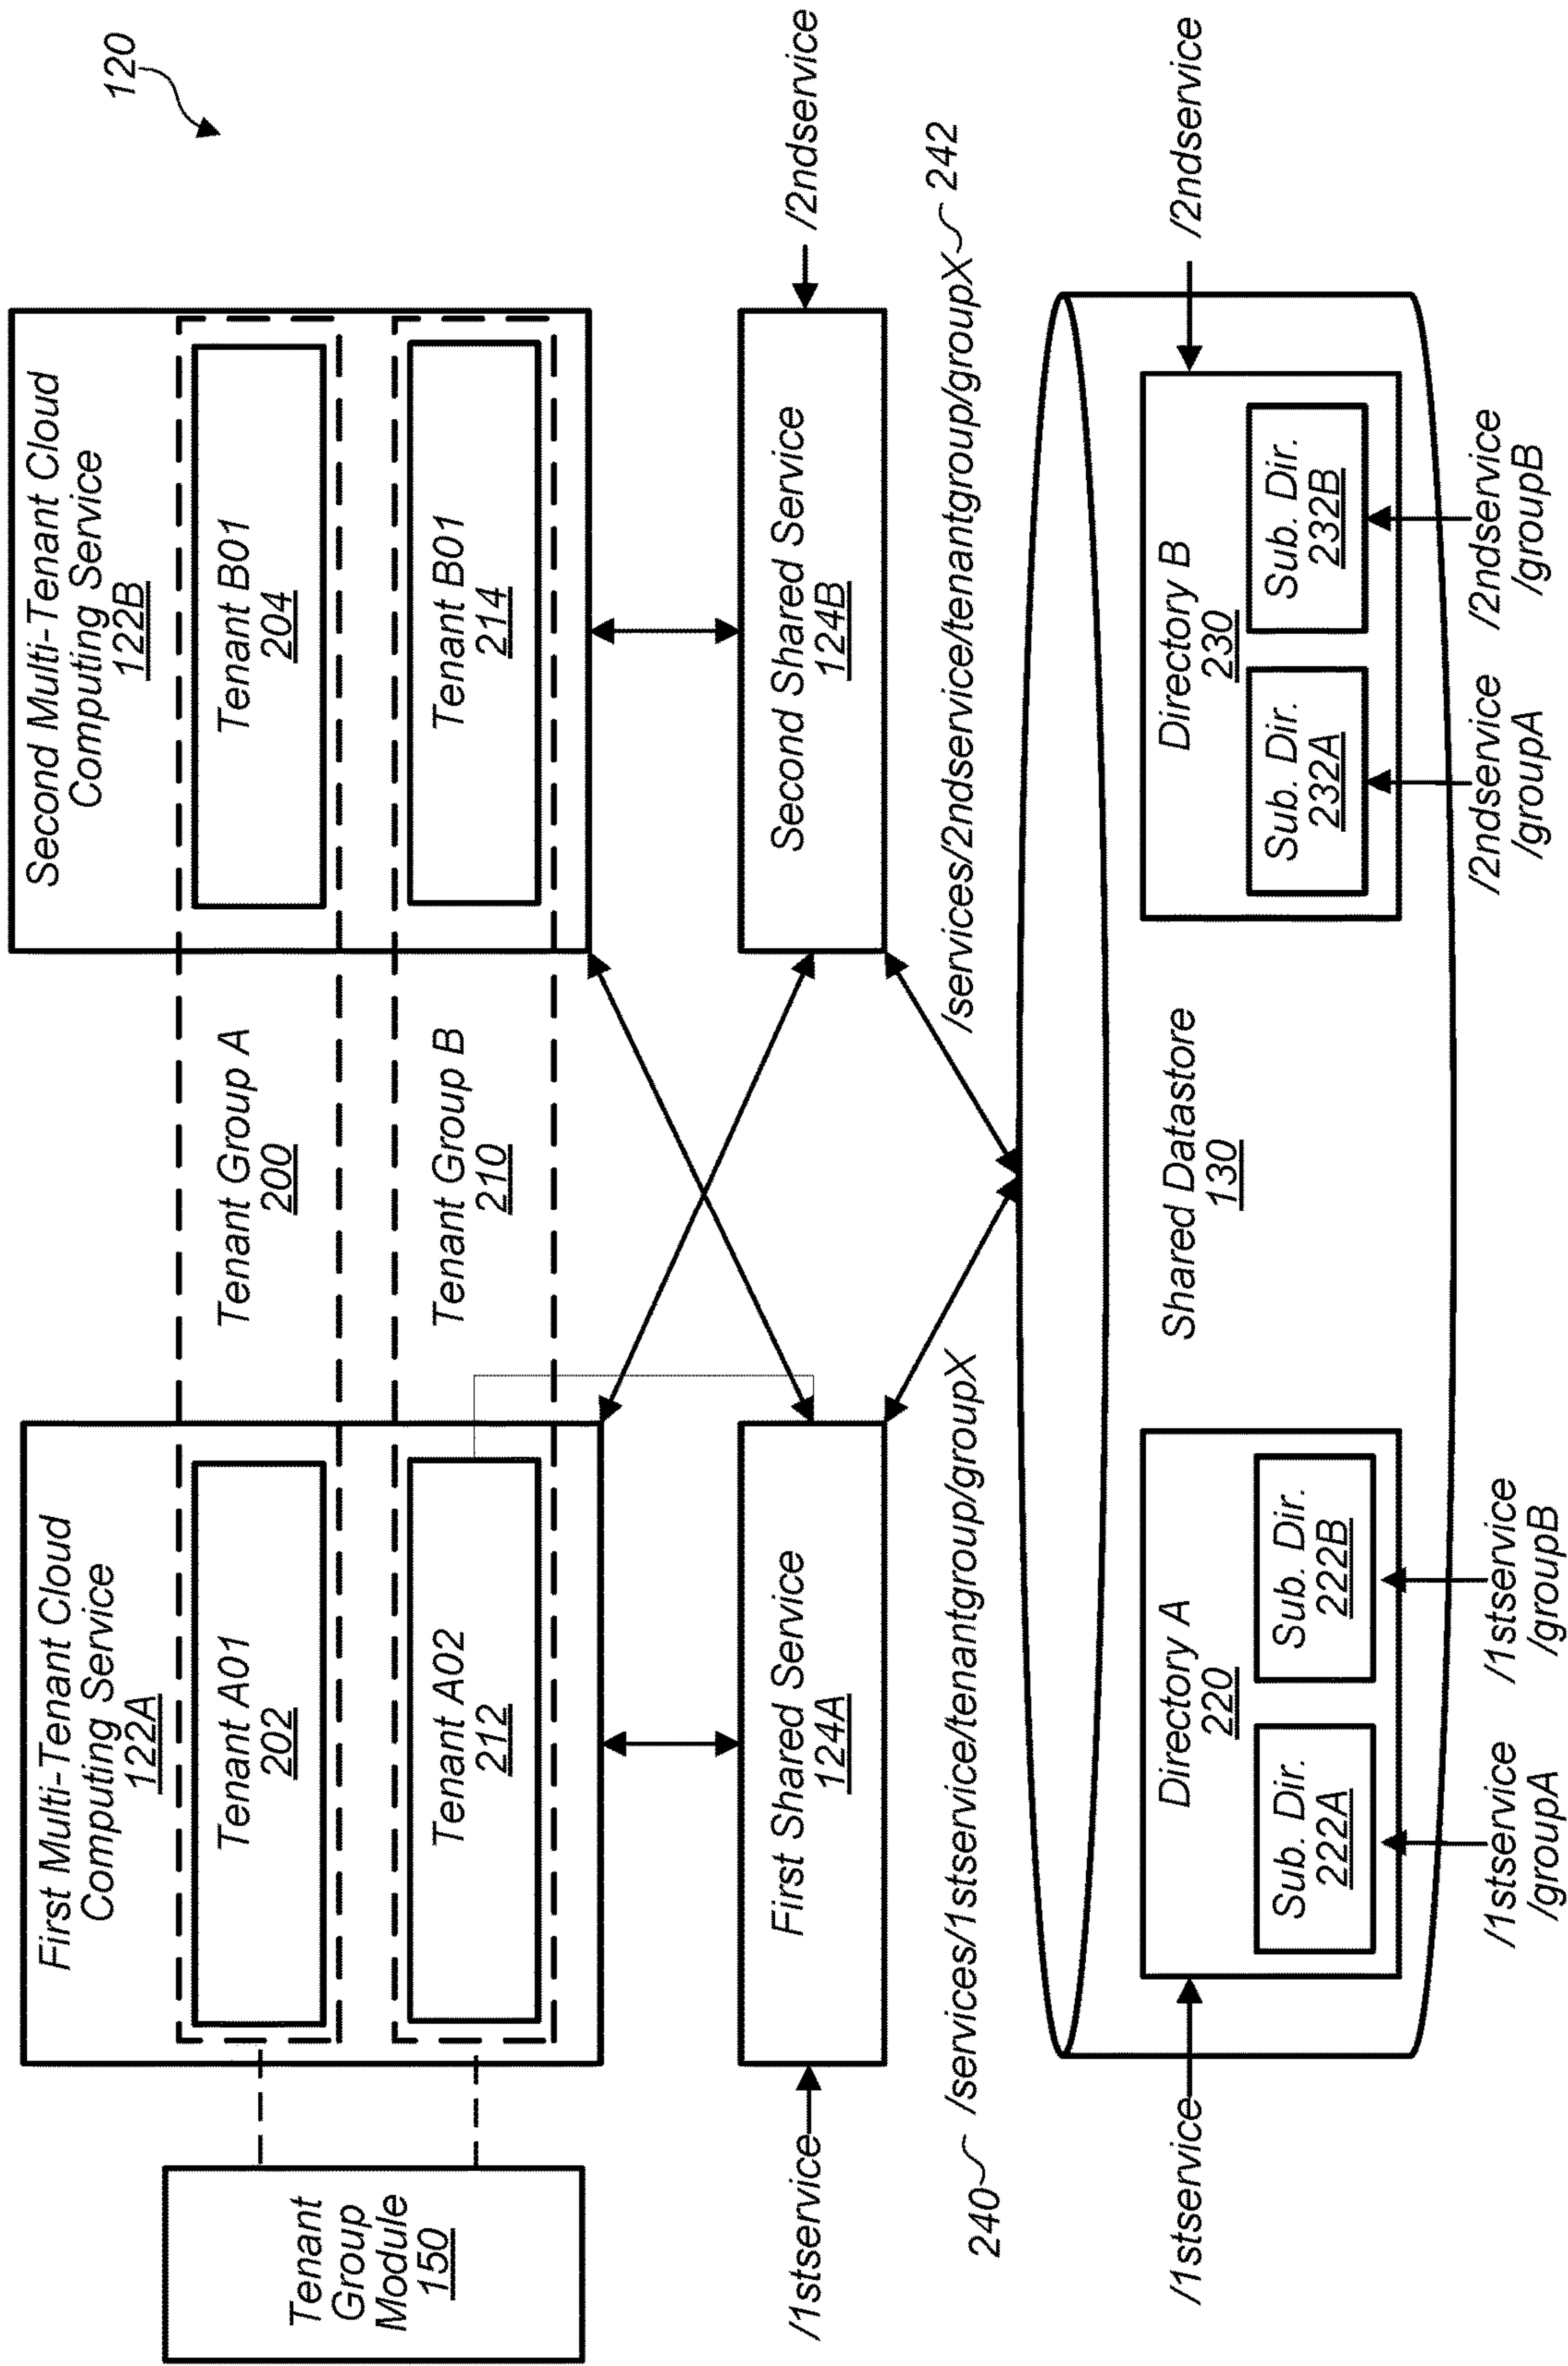 120
Tenant
Group
Module
150
First Multi-Tenant Cloud
Computing Service
122A
Tenant A01
202
Tenant A02
212
Tenant Group A
200
Tenant Group B
210
Second Multi-Tenant Cloud
Computing Service
122B
Tenant B01
204
Tenant B01
214
/1stservice
First Shared Service
124A
Second Shared Service
124B
/2ndservice
240
/services/1stservice/tenantgroup/groupX
/services/2ndservice/tenantgroup/groupX
242
/1stservice
Directory A
220
Sub. Dir.
222A
Sub. Dir.
222B
Shared Datastore
130
Directory B
230
Sub. Dir.
232A
Sub. Dir.
232B
/2ndservice
/1stservice
/groupA
/1stservice
/groupB
/2ndservice
/groupA
/2ndservice
/groupB